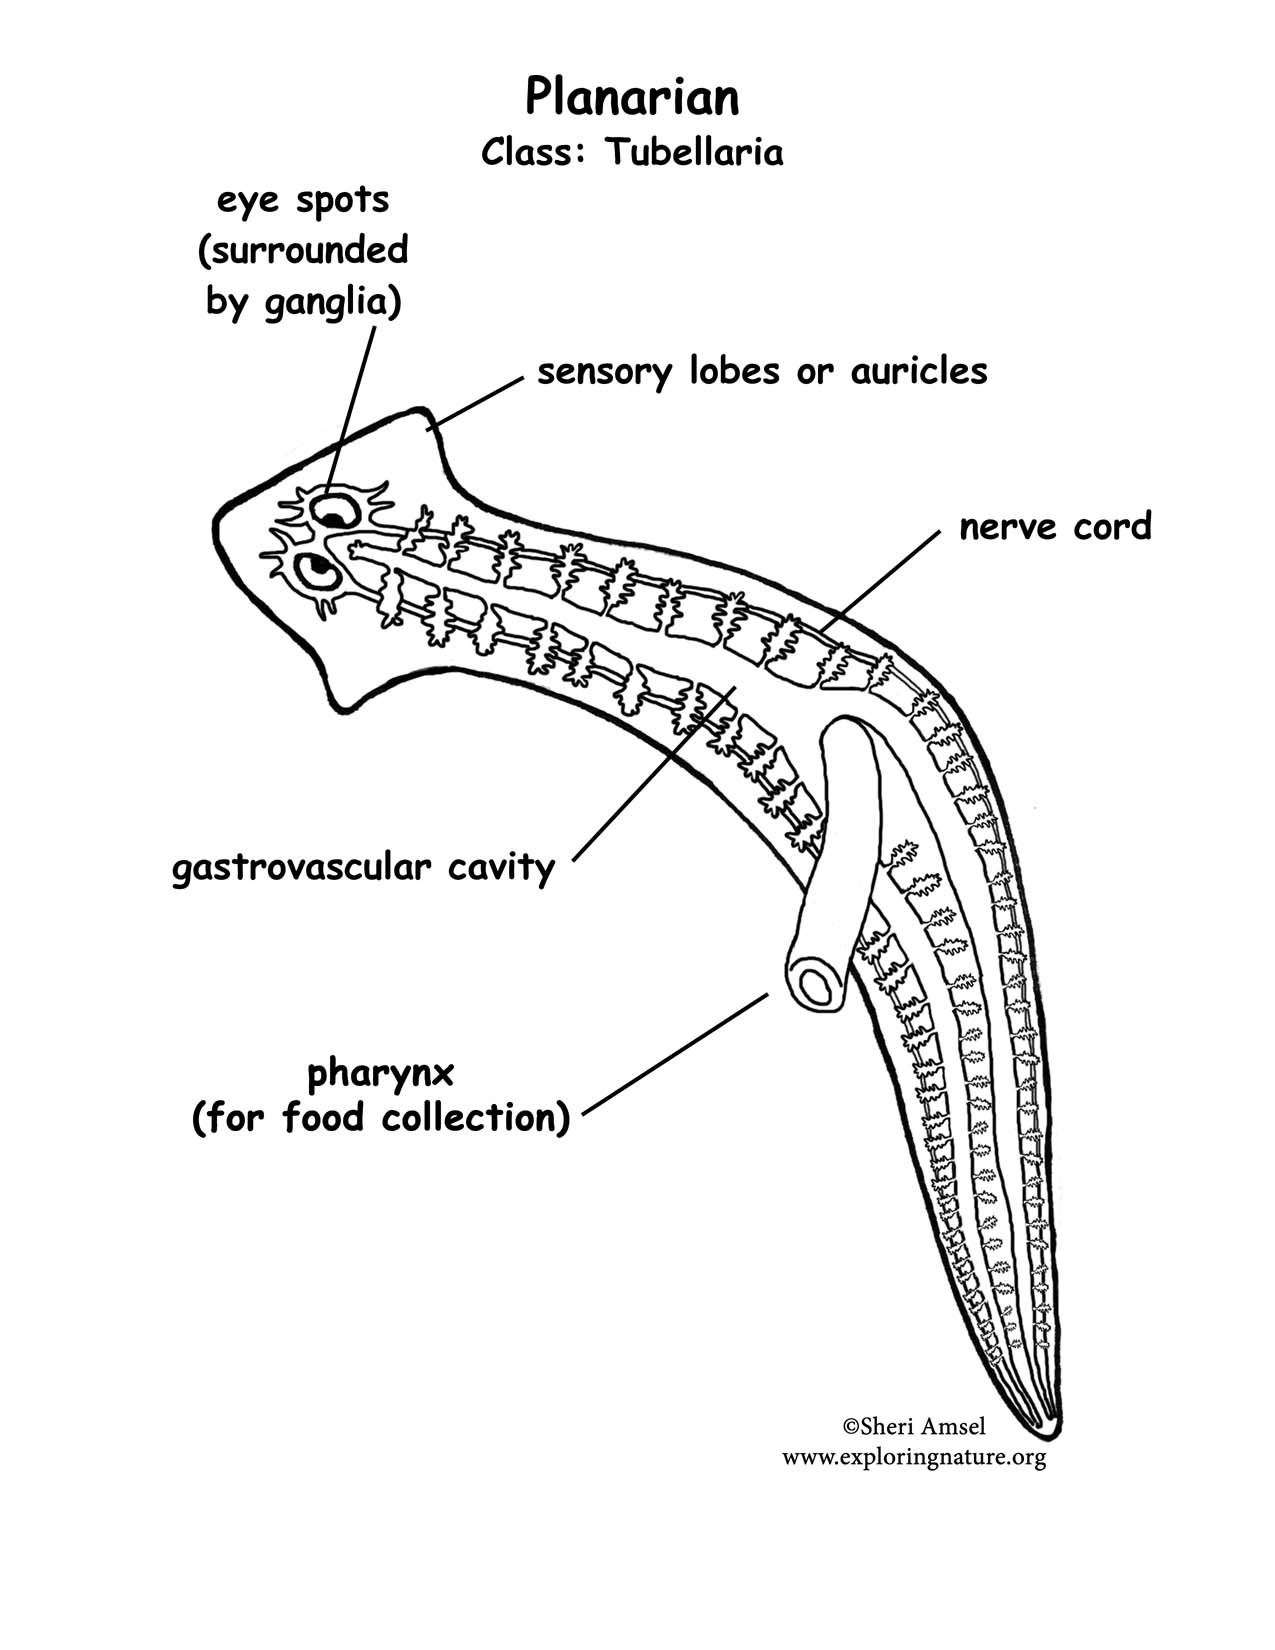 Planarian
Class: Tubellaria
eye spots
(surrounded
by ganglia)
sensory lobes or auricles
nerve cord
gastrovascular cavity
pharynx
(for food collection)
©Sheri Amsel
www.exploringnature.org